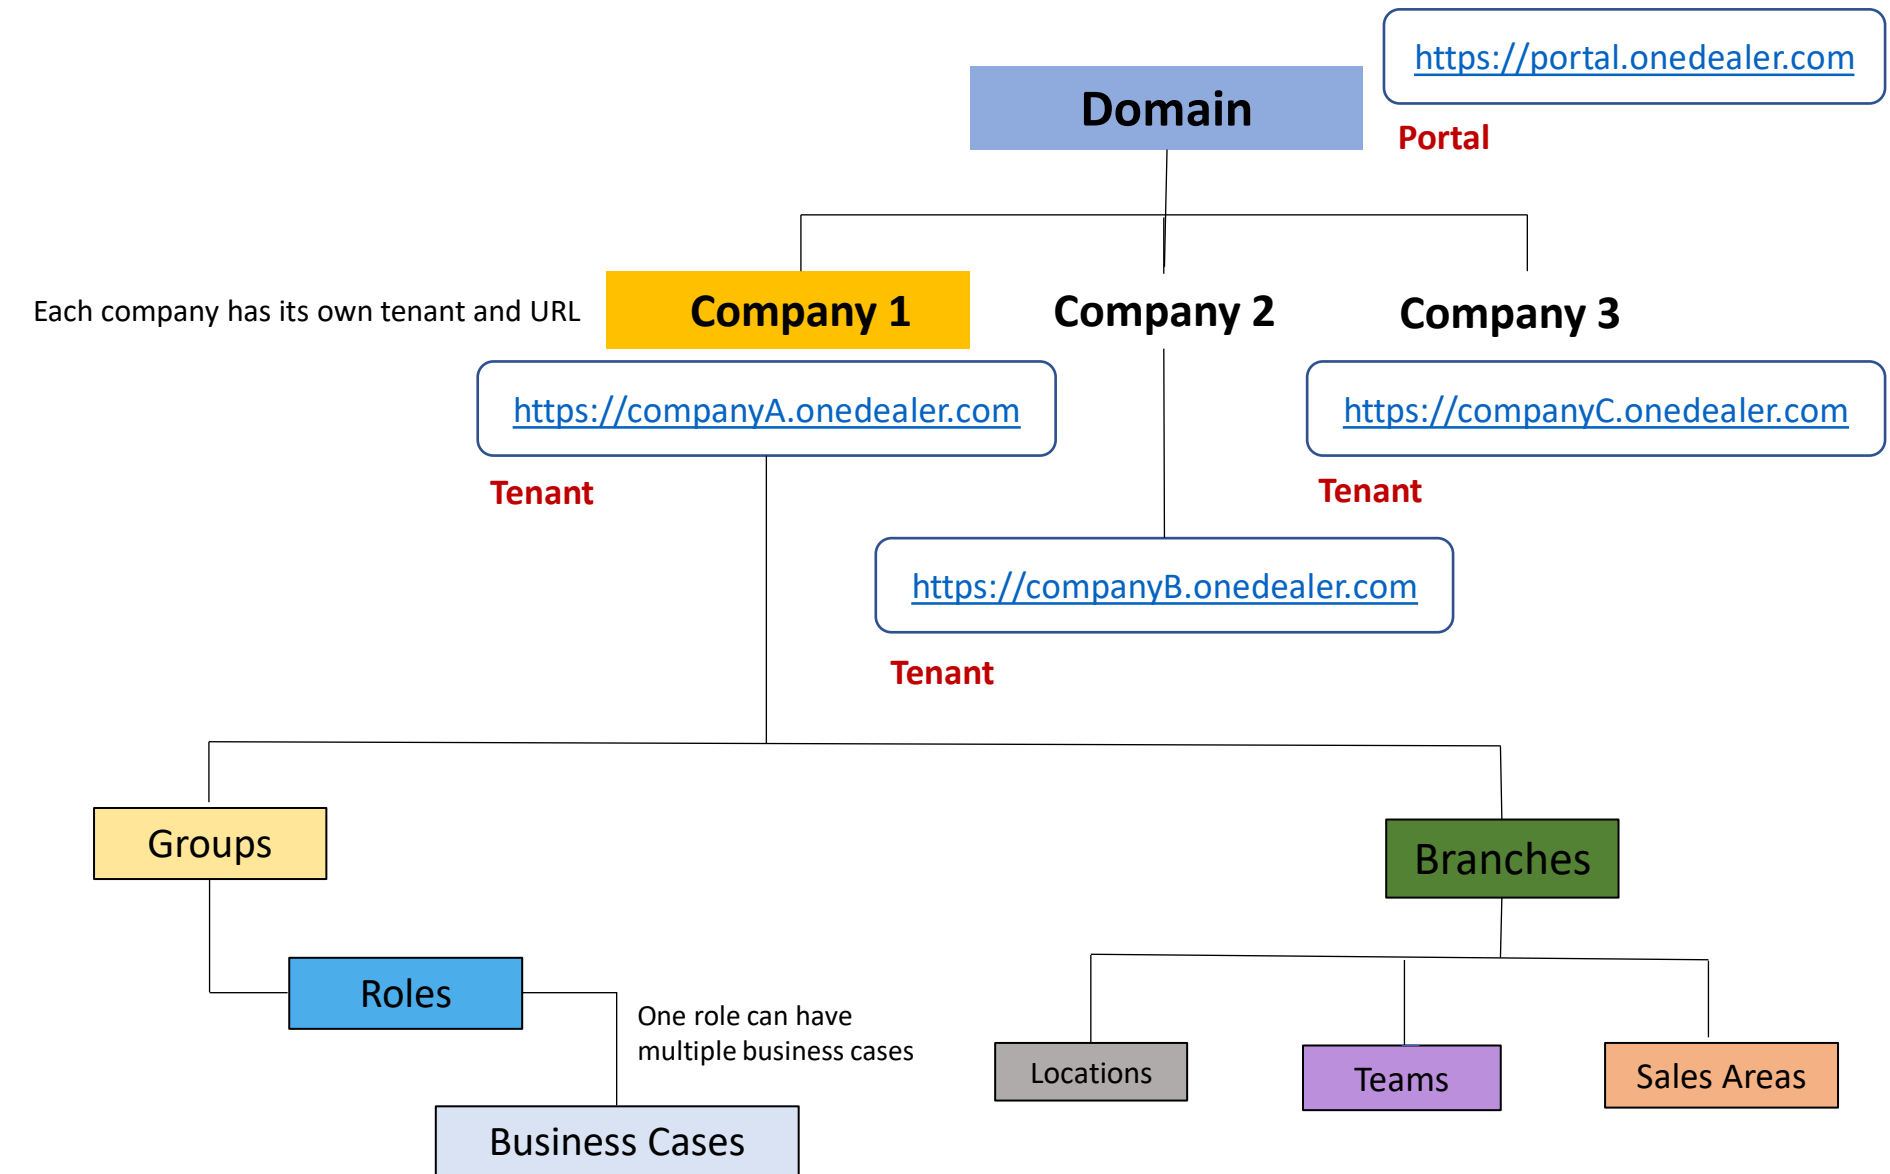 https://portal.onedealer.com
Domain
Portal
Each company has its own tenant and URL
Company 1
Company 2
Company 3
https://companyA.onedealer.com
https://companyC.onedealer.com
Tenant
Tenant
https://companyB.onedealer.com
Tenant
Groups
Branches
Roles
One role can have
multiple business cases
Locations
Teams
Sales Areas
Business Cases